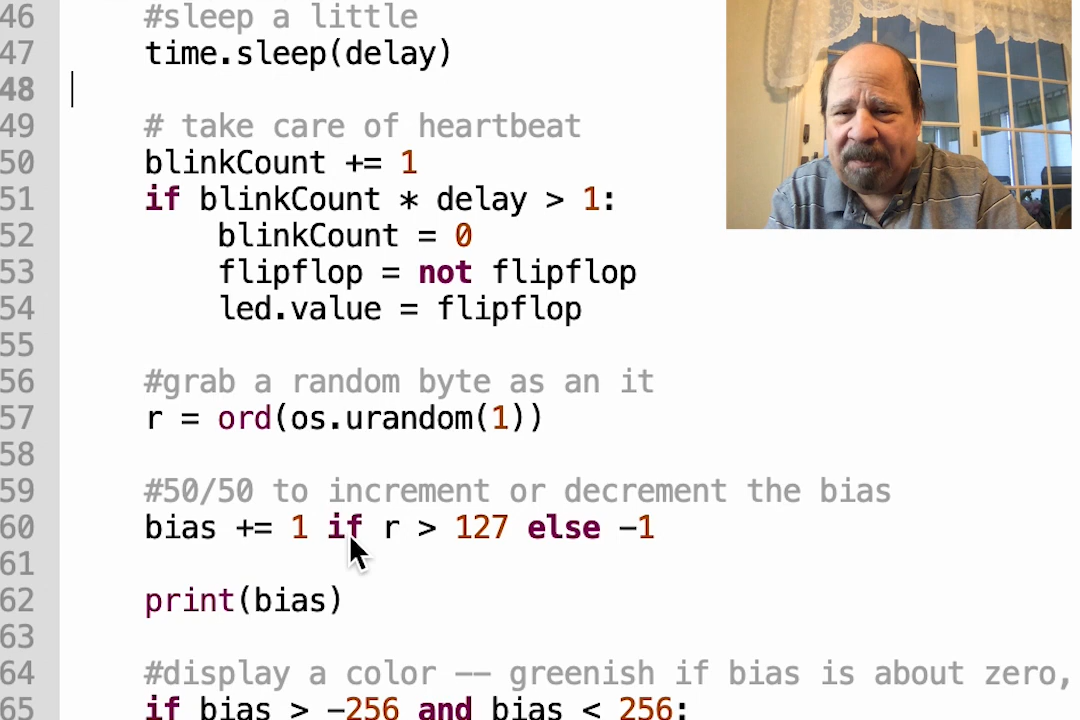 46 #sleep a little
47 time.sleep(delay)
48
49 # take care of heartbeat
50 blinkCount += 1
51 if blinkCount * delay > 1:
52 blinkCount = 0
53 flipflop = not flipflop
54 led.value = flipflop
55
56 #grab a random byte as an it
57 r = ord(os.urandom(1))
58
59 #50/50 to increment or decrement the bias
60 bias += 1 if r > 127 else -1
61
62 print(bias)
63
64 #display a color -- greenish if bias is about zero,
65 if bias > -256 and bias < 256: